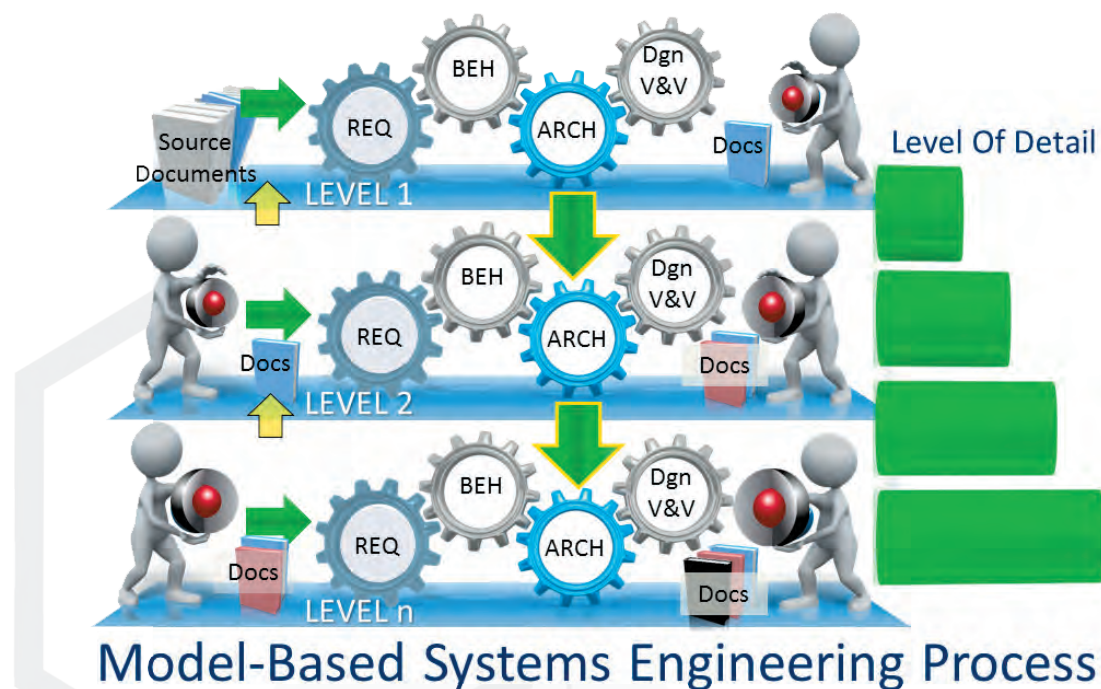 BEH
Dgn
V&V
REQ
ARCH
Source
Documents
Docs
Level Of Detail
LEVEL 1
BEH
Dgn
V&V
REQ
ARCH
Docs
Docs
LEVEL 2
BEH
Dgn
V&V
REQ
ARCH
Docs
Docs
LEVEL n
Model-Based Systems Engineering Process